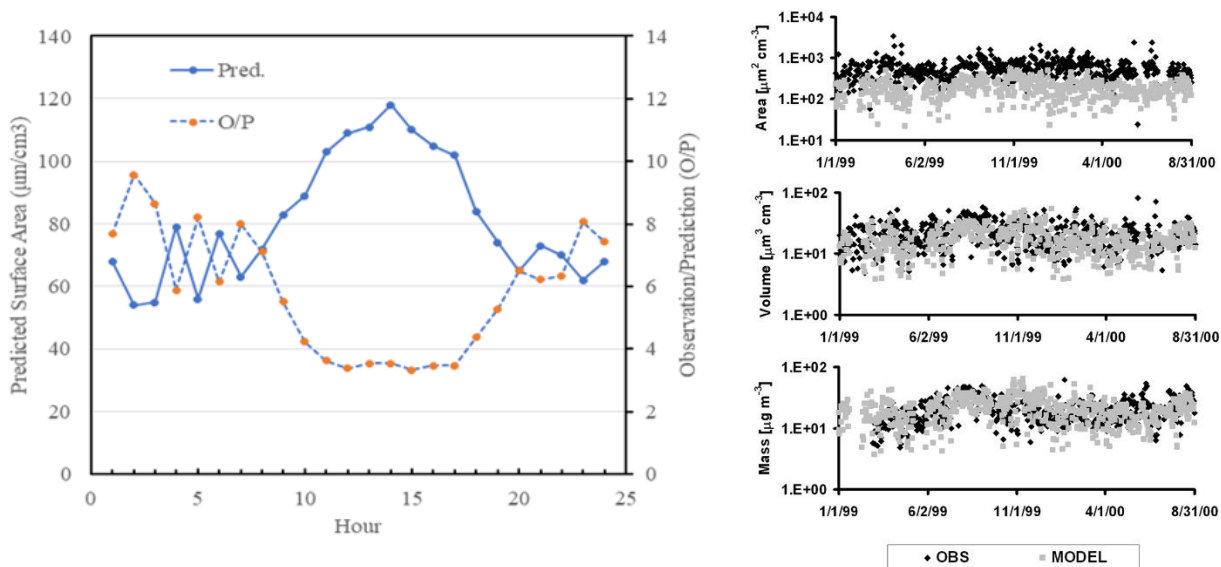 140
120
100
80
60
40
20
0
Predicted Surface Area (μm/cm3)
Pred.
O/P
14
12
10
8
6
4
2
0
Observation/Prediction (O/P)
0 5 10 15 20 25
Hour
Area [μm² cm⁻³]
1.E+04
1.E+03
1.E+02
1.E+01
1/1/99 6/2/99 11/1/99 4/1/00 8/31/00
Volume [μm³ cm⁻³]
1.E+02
1.E+01
1.E+00
1/1/99 6/2/99 11/1/99 4/1/00 8/31/00
Mass [μg m⁻³]
1.E+02
1.E+01
1.E+00
1/1/99 6/2/99 11/1/99 4/1/00 8/31/00
OBS MODEL